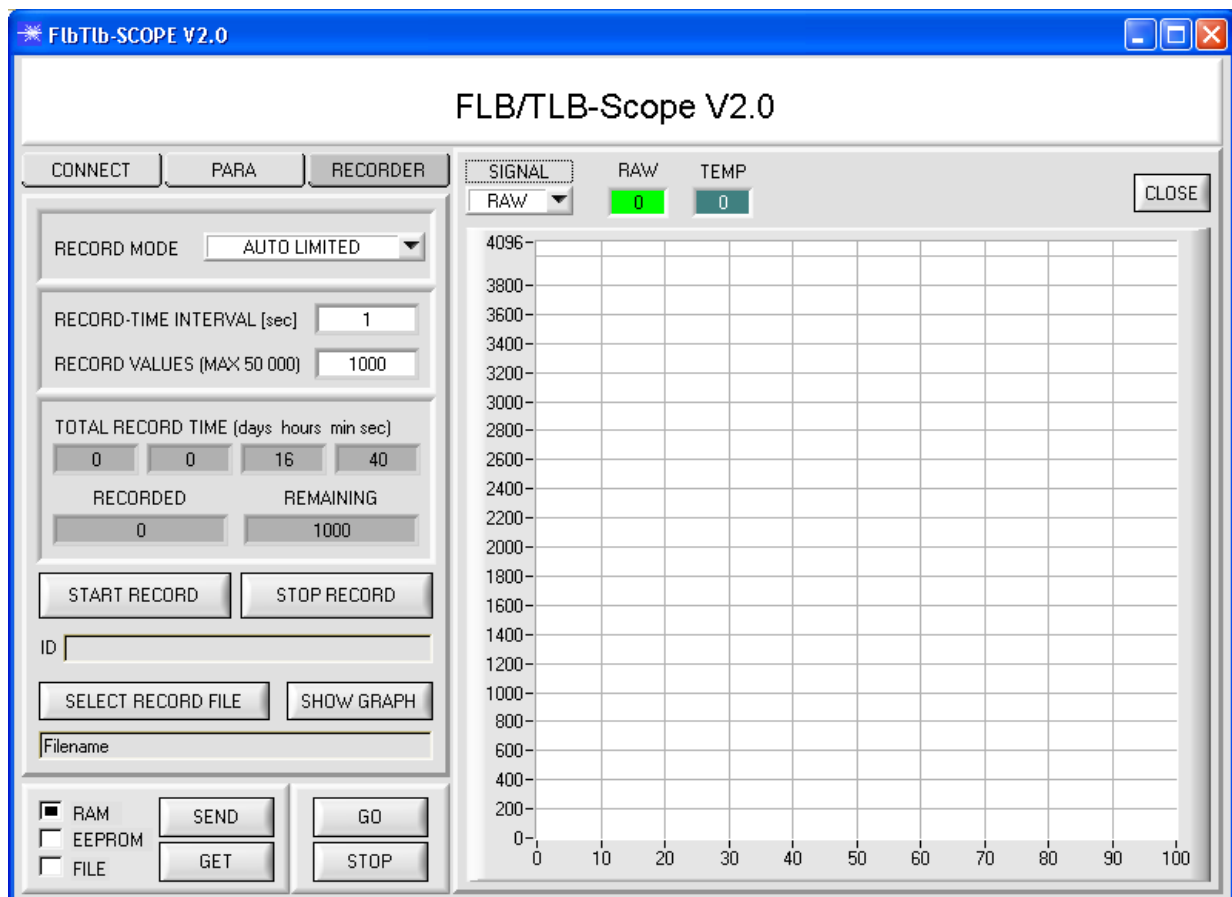 FlbTlb-SCOPE V2.0
FLB/TLB-Scope V2.0
CONNECT PARA RECORDER
RECORD MODE AUTO LIMITED
RECORD-TIME INTERVAL [sec] 1
RECORD VALUES (MAX 50 000) 1000
TOTAL RECORD TIME (days hours min sec)
0 0 16 40
RECORDED REMAINING
0 1000
START RECORD STOP RECORD
ID
SELECT RECORD FILE SHOW GRAPH
Filename
RAM
EEPROM
FILE
SEND
GET
GO
STOP
SIGNAL RAW TEMP
RAW 0 0
CLOSE
4096
3800
3600
3400
3200
3000
2800
2600
2400
2200
2000
1800
1600
1400
1200
1000
800
600
400
200
0
0 10 20 30 40 50 60 70 80 90 100